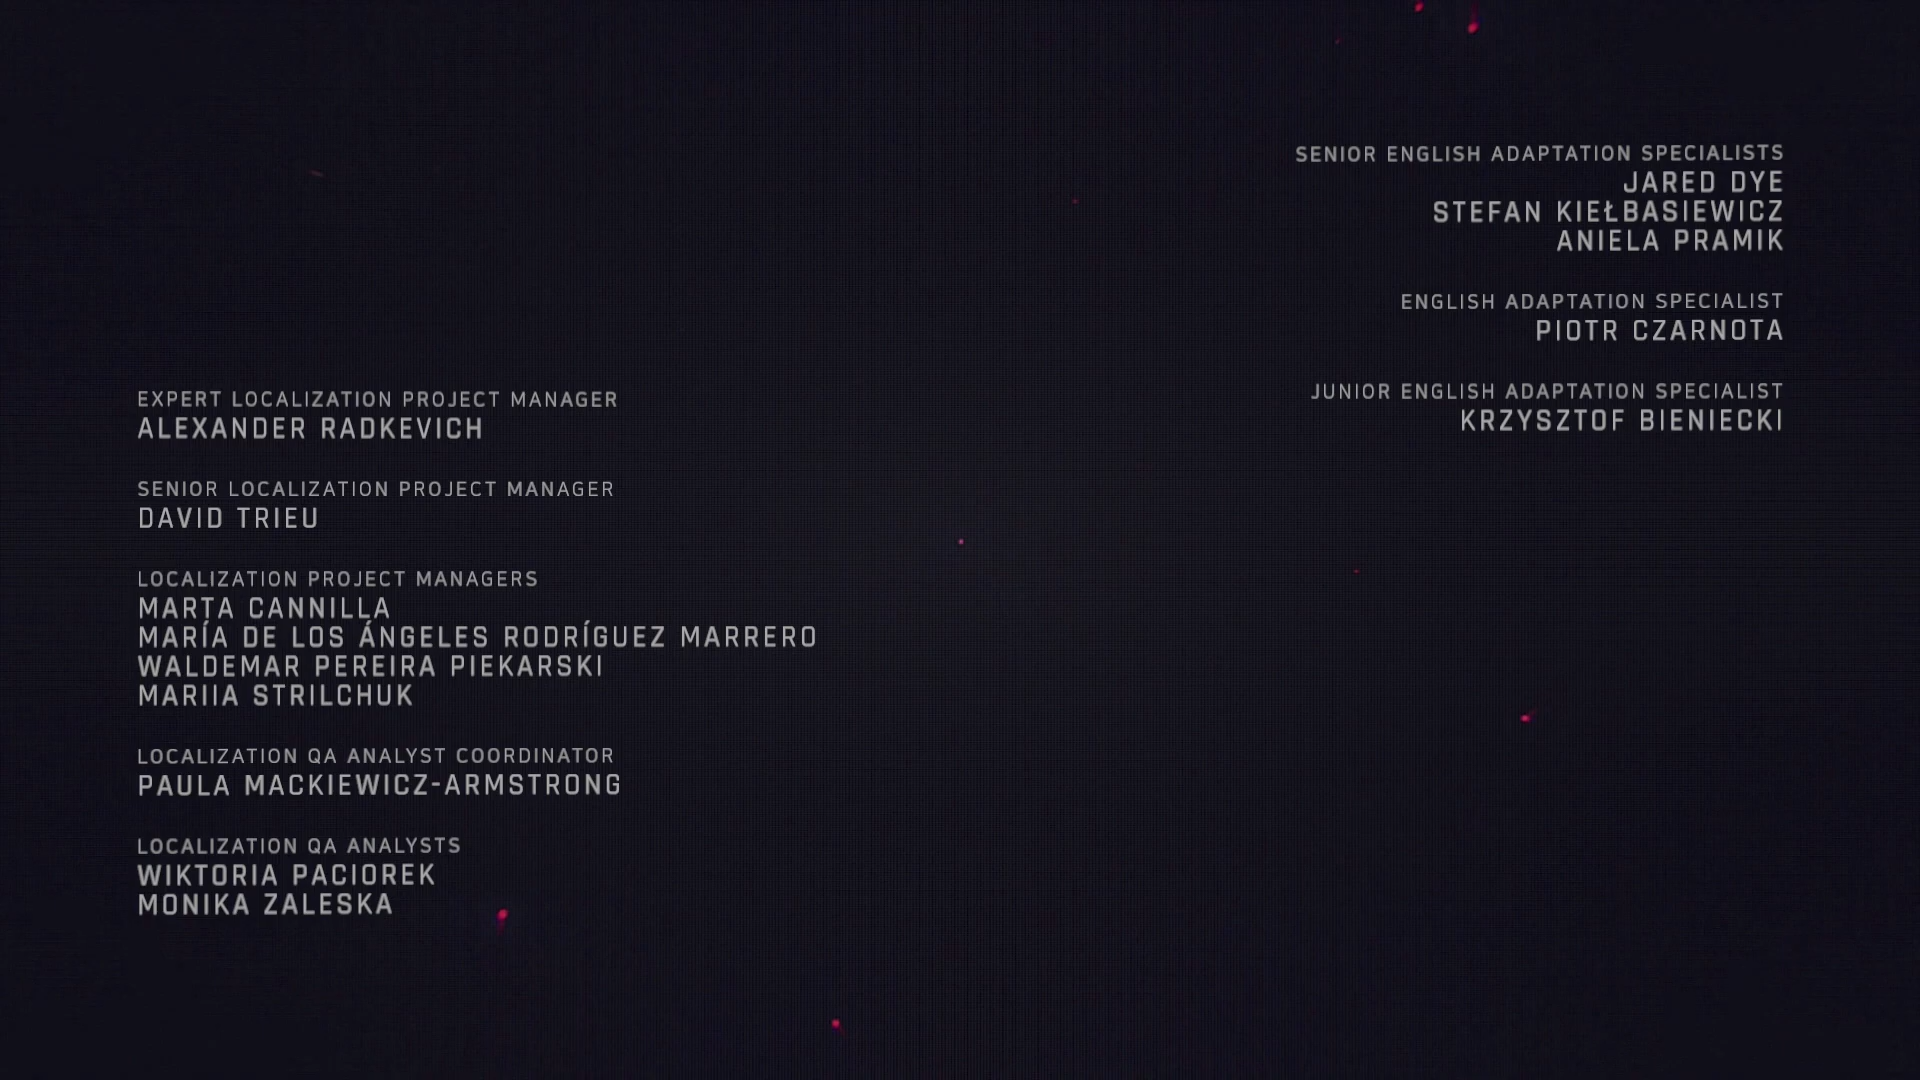 SENIOR ENGLISH ADAPTATION SPECIALISTS
JARED DYE
STEFAN KIEŁBASIEWICZ
ANIELA PRAMIK
ENGLISH ADAPTATION SPECIALIST
PIOTR CZARNOTA
JUNIOR ENGLISH ADAPTATION SPECIALIST
KRZYSZTOF BIENIECKI
EXPERT LOCALIZATION PROJECT MANAGER
ALEXANDER RADKEVICH
SENIOR LOCALIZATION PROJECT MANAGER
DAVID TRIEU
LOCALIZATION PROJECT MANAGERS
MARTA CANNILLA
MARÍA DE LOS ÁNGELES RODRÍGUEZ MARRERO
WALDEMAR PEREIRA PIEKARSKI
MARIIA STRILCHUK
LOCALIZATION QA ANALYST COORDINATOR
PAULA MACKIEWICZ-ARMSTRONG
LOCALIZATION QA ANALYSTS
WIKTORIA PACIOREK
MONIKA ZALESKA